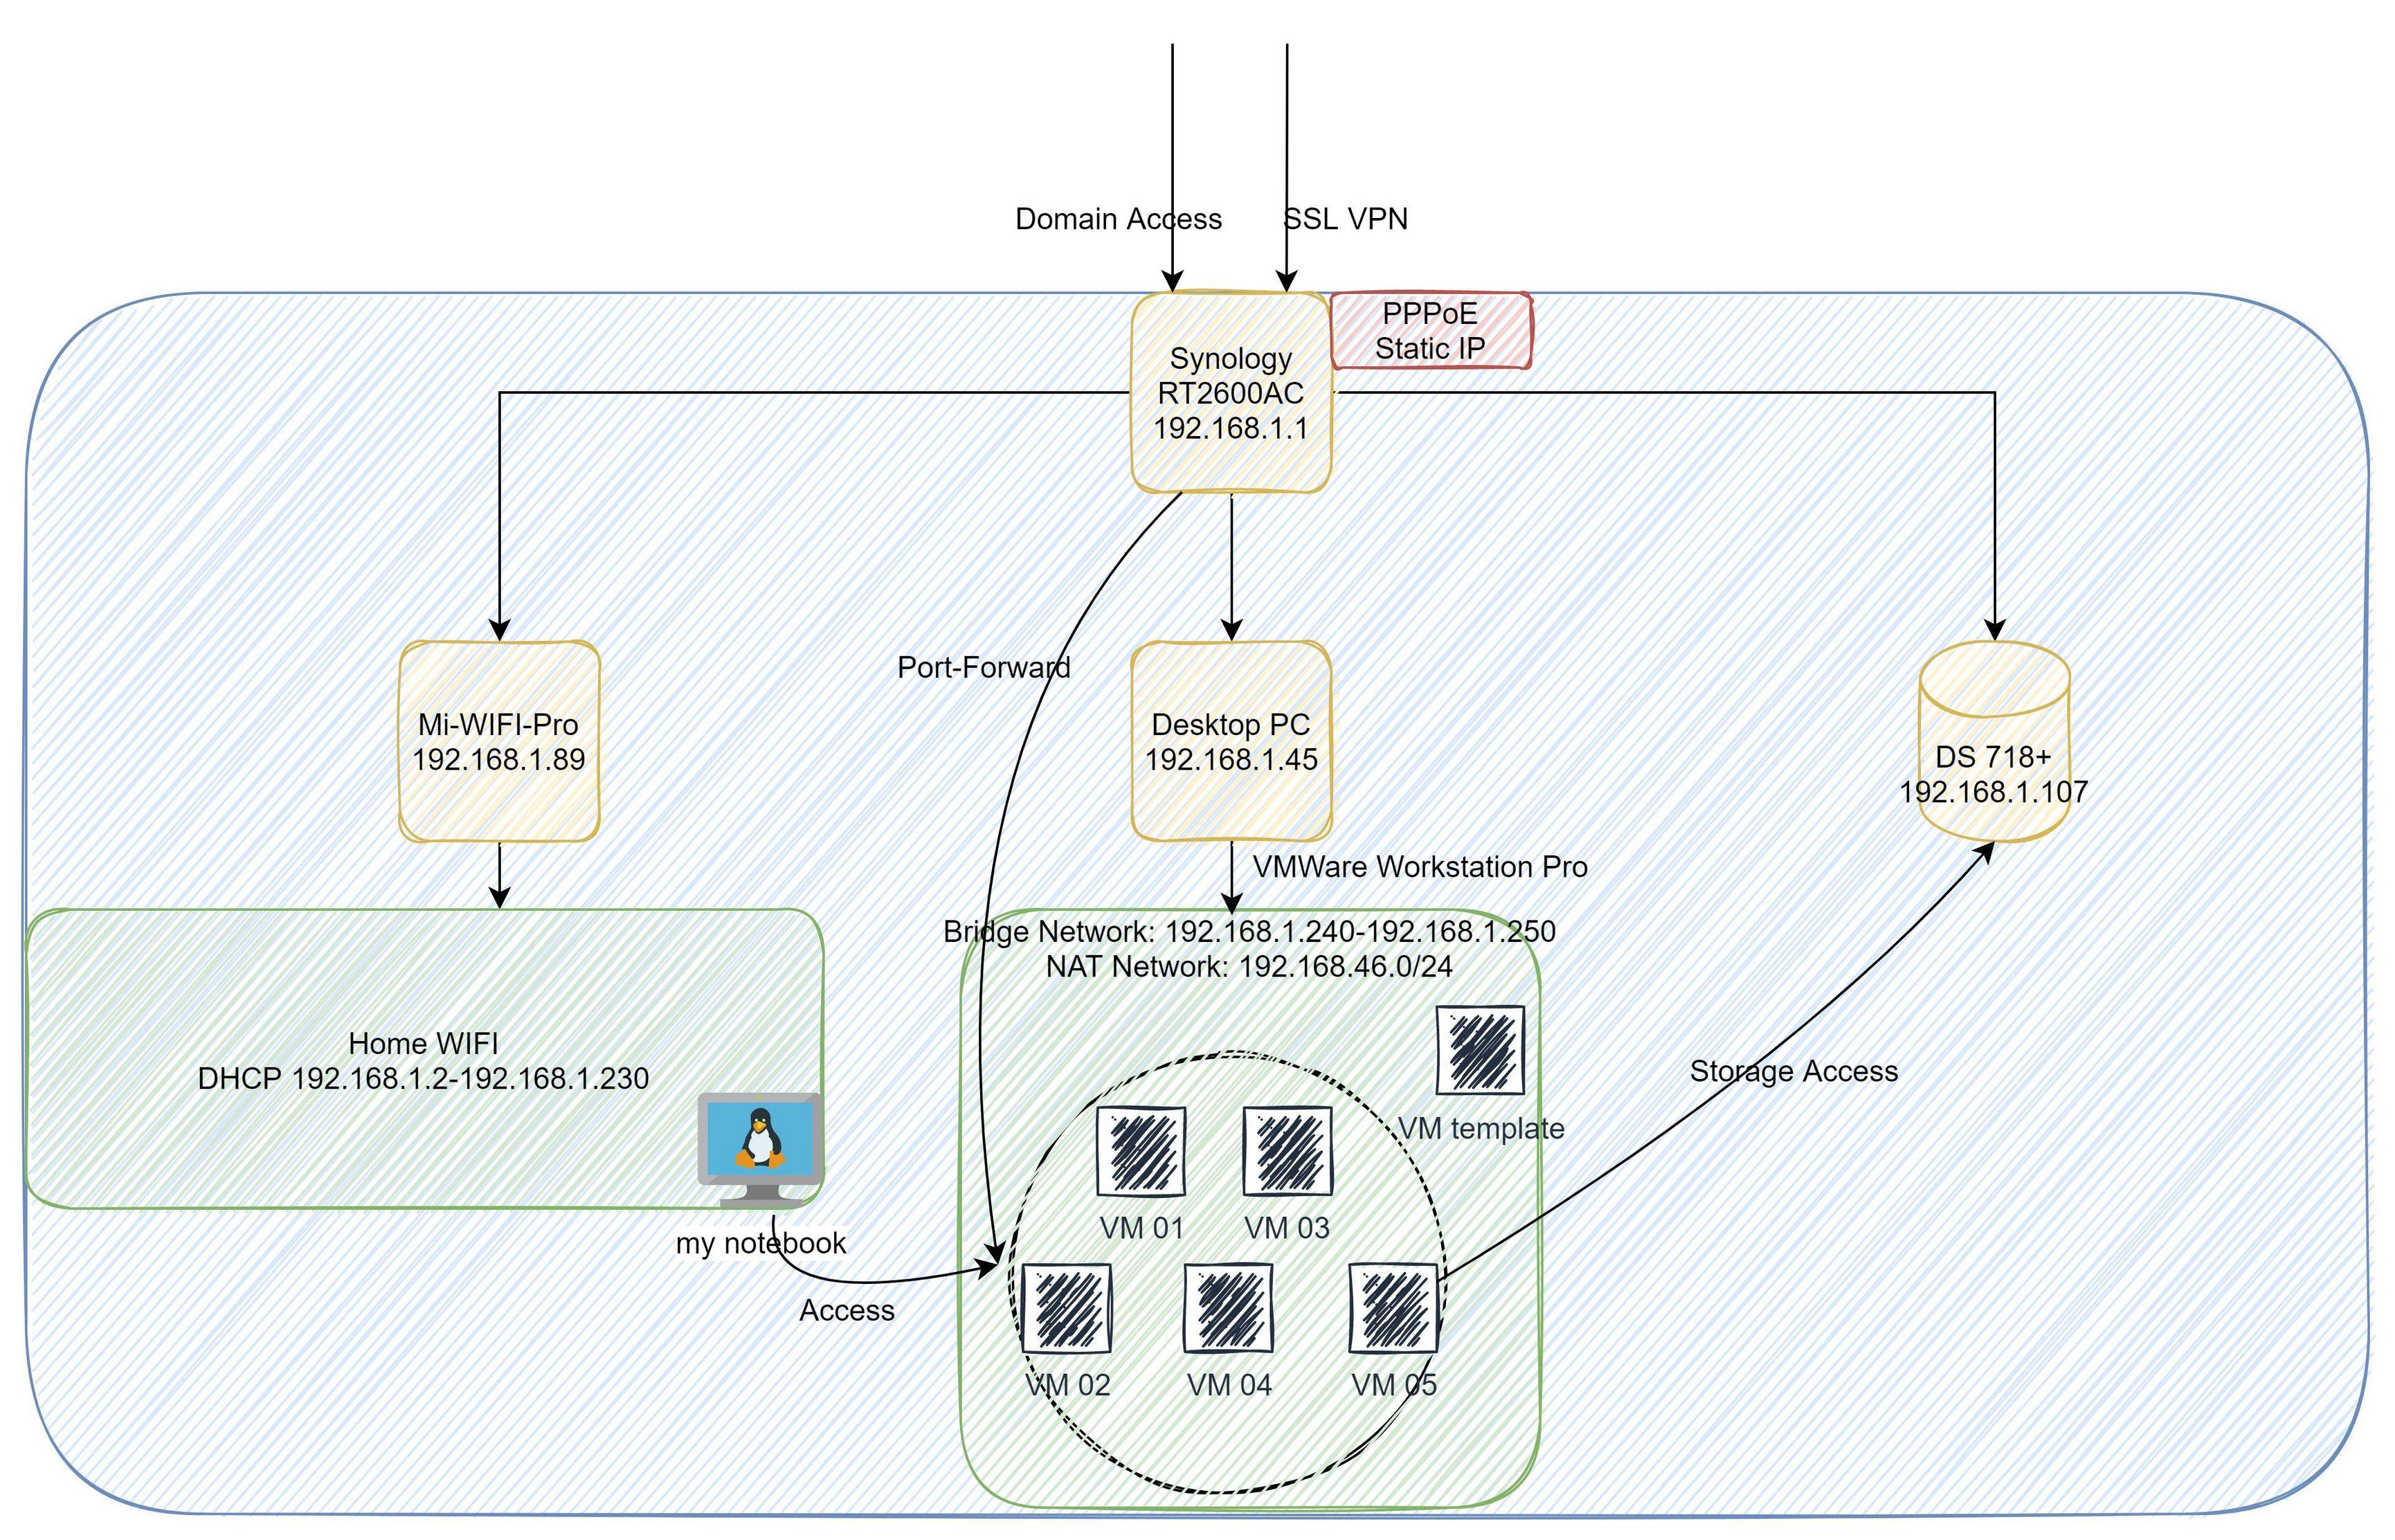 Domain Access
SSL VPN
PPPoE
Static IP
Synology
RT2600AC
192.168.1.1
Port-Forward
Mi-WIFI-Pro
192.168.1.89
Desktop PC
192.168.1.45
DS 718+
192.168.1.107
VMWare Workstation Pro
Bridge Network: 192.168.1.240-192.168.1.250
NAT Network: 192.168.46.0/24
Home WIFI
DHCP 192.168.1.2-192.168.1.230
Storage Access
VM template
VM 01
VM 03
my notebook
Access
VM 02
VM 04
VM 05